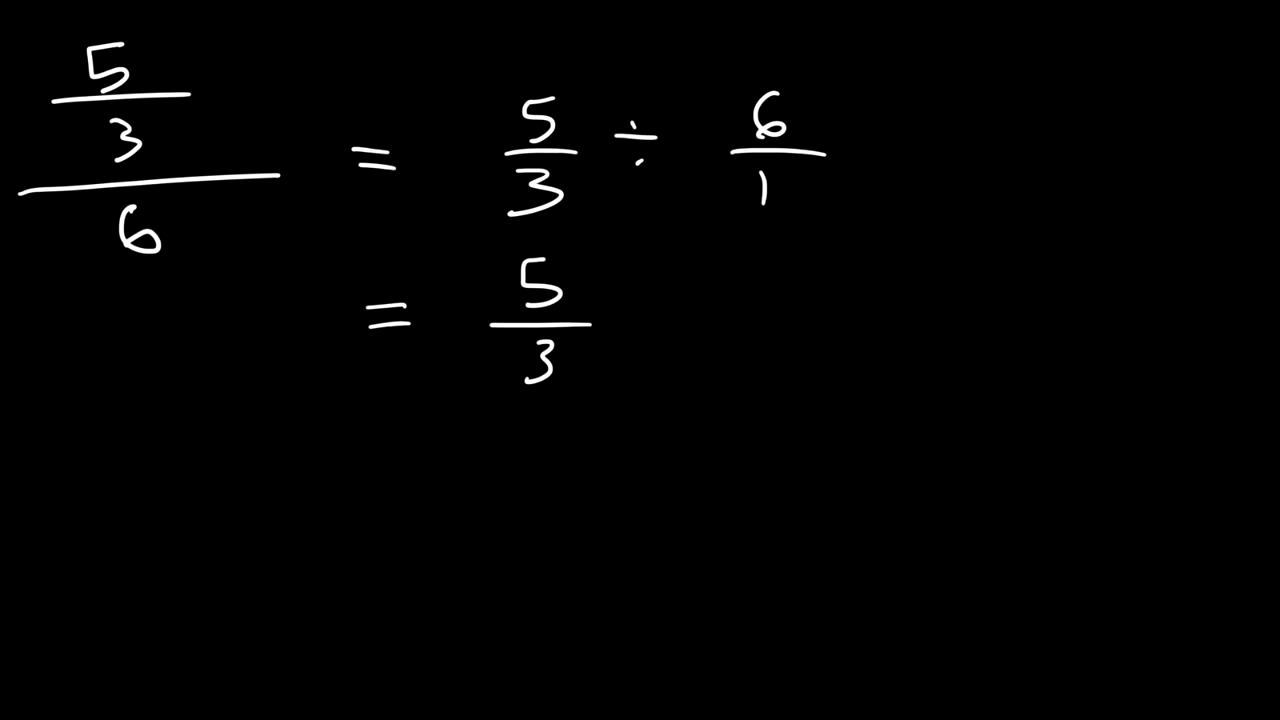 5/3/6 = 5/3 ÷ 6/1
= 5/3